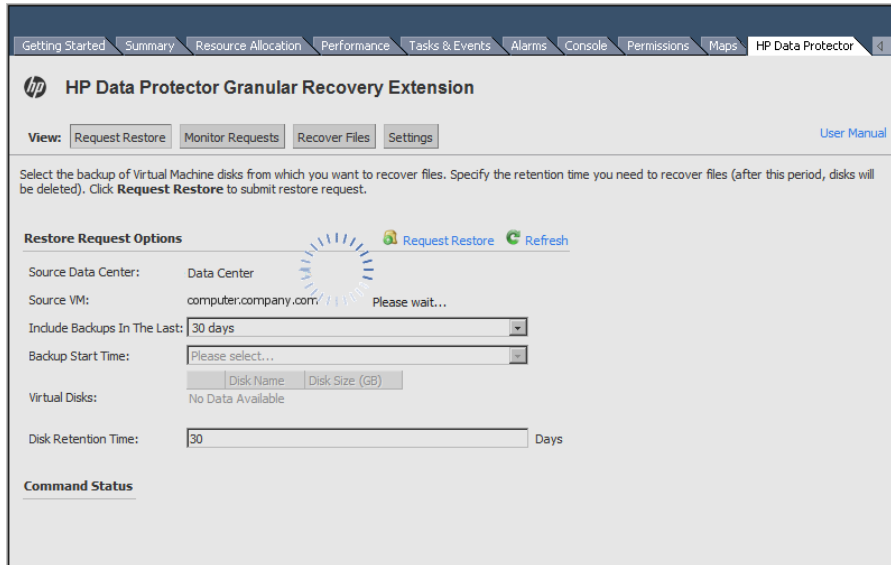 Getting Started Summary Resource Allocation Performance Tasks & Events Alarms Console Permissions Maps HP Data Protector
hp HP Data Protector Granular Recovery Extension
View: Request Restore Monitor Requests Recover Files Settings User Manual
Select the backup of Virtual Machine disks from which you want to recover files. Specify the retention time you need to recover files (after this period, disks will
be deleted). Click Request Restore to submit restore request.
Restore Request Options Request Restore Refresh
Source Data Center: Data Center
Source VM: computer.company.com Please wait...
Include Backups In The Last: 30 days
Backup Start Time: Please select...
Disk Name Disk Size (GB)
Virtual Disks: No Data Available
Disk Retention Time: 30 Days
Command Status